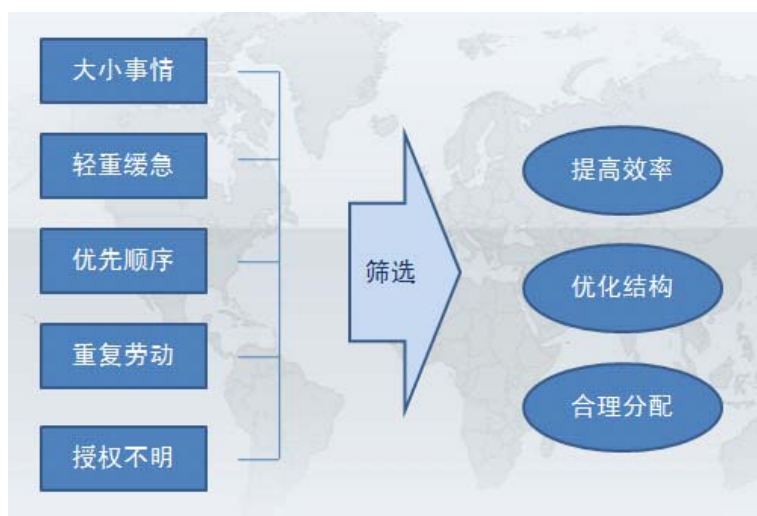 大小事情
轻重缓急
优先顺序
重复劳动
授权不明
筛选
提高效率
优化结构
合理分配